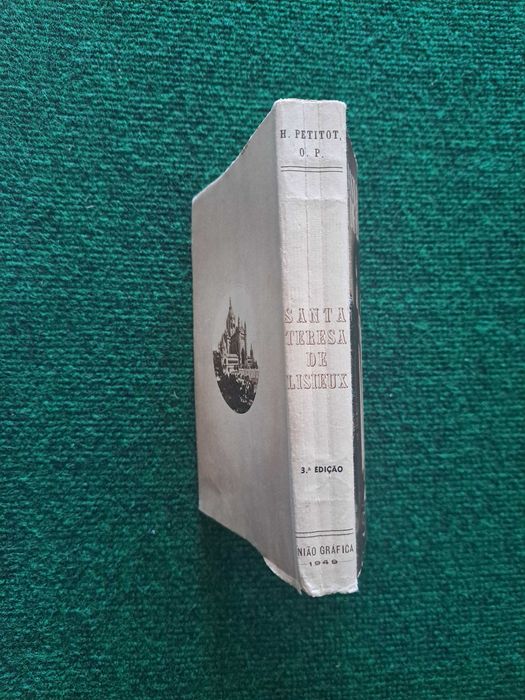 H. PETITOT,
O. P.
SANTA
TERESA
DE
LISIEUX
3.ª EDIÇÃO
NIÃO GRÁFICA
1949